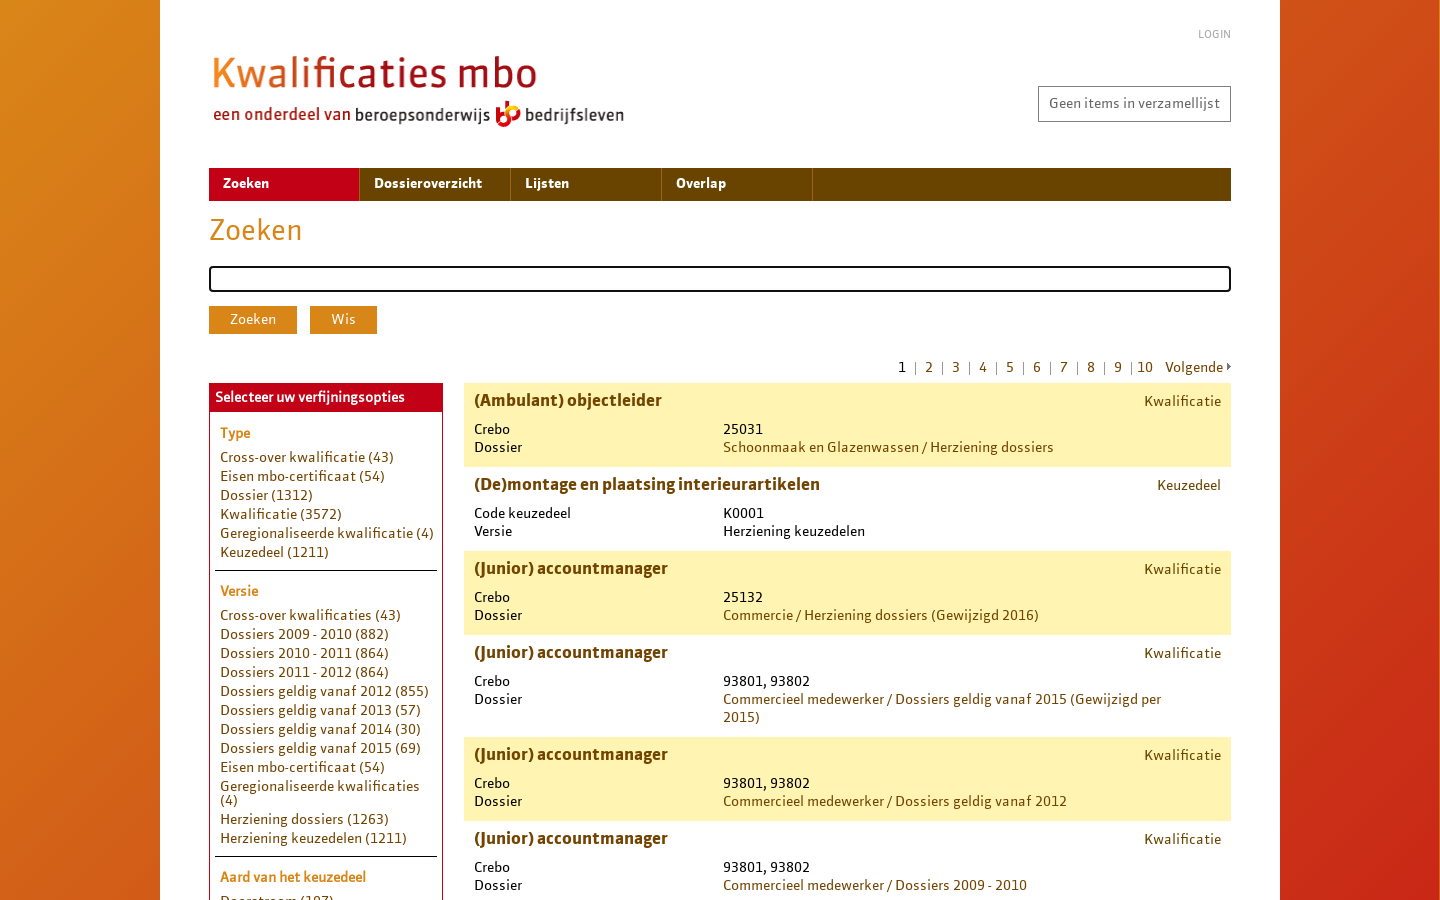 LOGIN
Kwalificaties mbo
een onderdeel van beroepsonderwijs bedrijfsleven
Geen items in verzamellijst
Zoeken Dossieroverzicht Lijsten Overlap
Zoeken
Zoeken Wis
1 | 2 | 3 | 4 | 5 | 6 | 7 | 8 | 9 | 10 Volgende
Selecteer uw verfijningsopties
Type
Cross-over kwalificatie (43)
Eisen mbo-certificaat (54)
Dossier (1312)
Kwalificatie (3572)
Geregionaliseerde kwalificatie (4)
Keuzedeel (1211)
Versie
Cross-over kwalificaties (43)
Dossiers 2009 - 2010 (882)
Dossiers 2010 - 2011 (864)
Dossiers 2011 - 2012 (864)
Dossiers geldig vanaf 2012 (855)
Dossiers geldig vanaf 2013 (57)
Dossiers geldig vanaf 2014 (30)
Dossiers geldig vanaf 2015 (69)
Eisen mbo-certificaat (54)
Geregionaliseerde kwalificaties
(4)
Herziening dossiers (1263)
Herziening keuzedelen (1211)
Aard van het keuzedeel
(Ambulant) objectleider Kwalificatie
Crebo 25031
Dossier Schoonmaak en Glazenwassen / Herziening dossiers
(De)montage en plaatsing interieurartikelen Keuzedeel
Code keuzedeel K0001
Versie Herziening keuzedelen
(Junior) accountmanager Kwalificatie
Crebo 25132
Dossier Commercie / Herziening dossiers (Gewijzigd 2016)
(Junior) accountmanager Kwalificatie
Crebo 93801, 93802
Dossier Commercieel medewerker / Dossiers geldig vanaf 2015 (Gewijzigd per
2015)
(Junior) accountmanager Kwalificatie
Crebo 93801, 93802
Dossier Commercieel medewerker / Dossiers geldig vanaf 2012
(Junior) accountmanager Kwalificatie
Crebo 93801, 93802
Dossier Commercieel medewerker / Dossiers 2009 - 2010